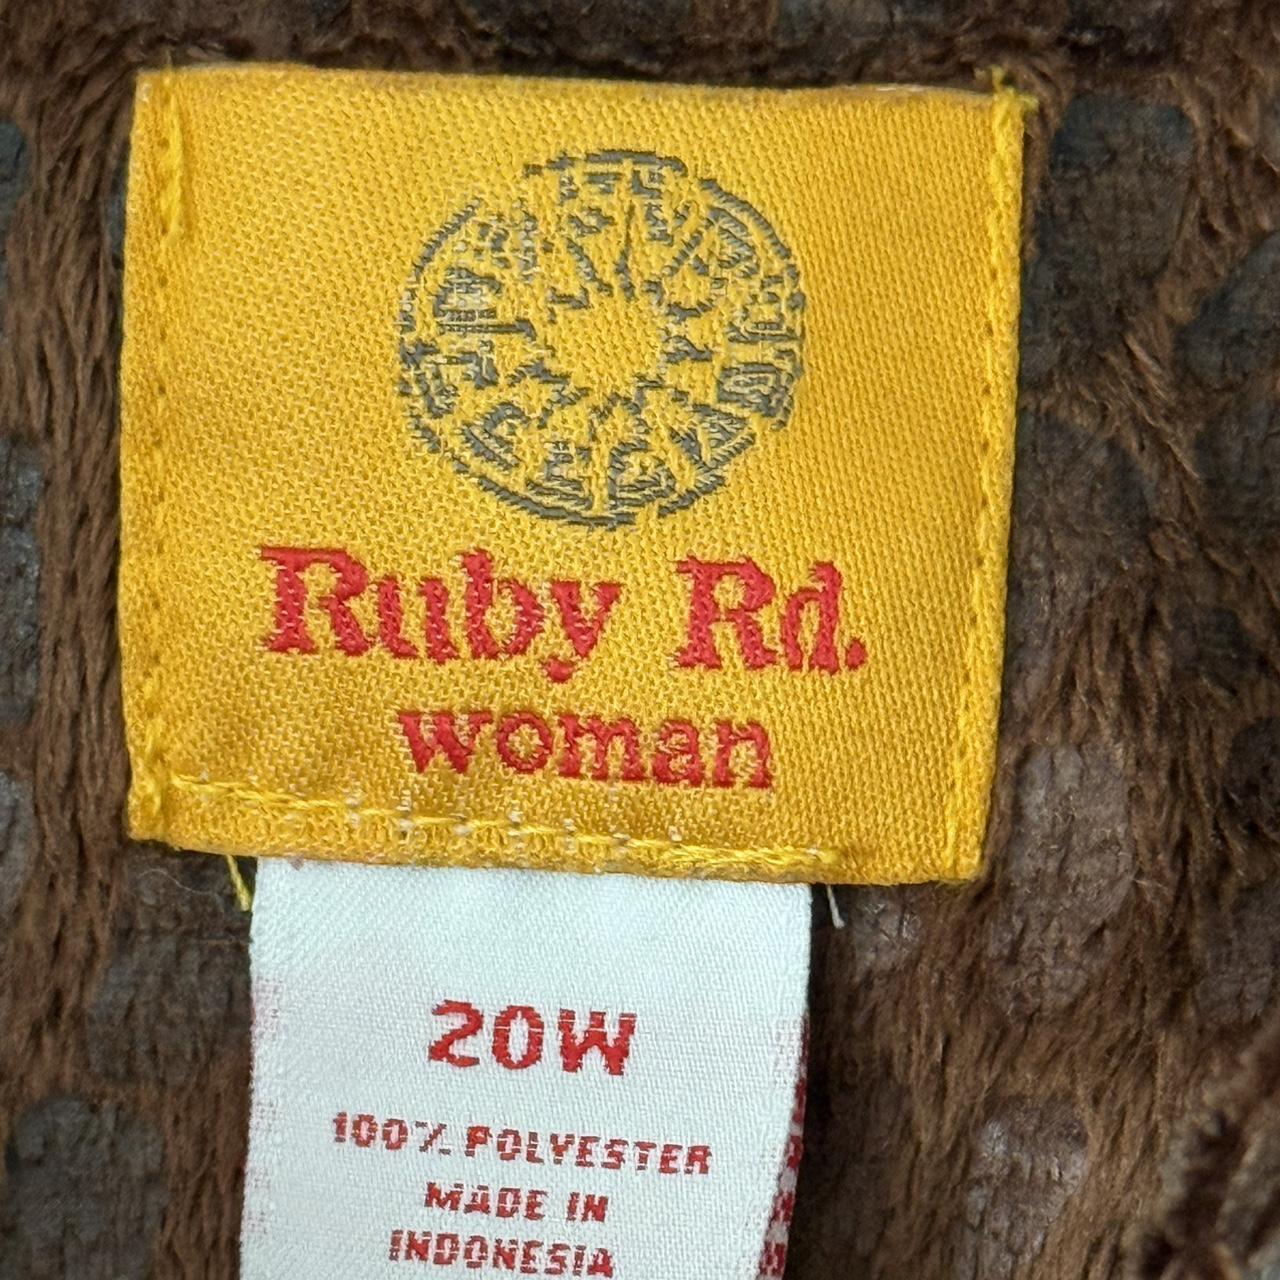 Ruby Rd.
woman
20W
100% POLYESTER
MADE IN
INDONESIA